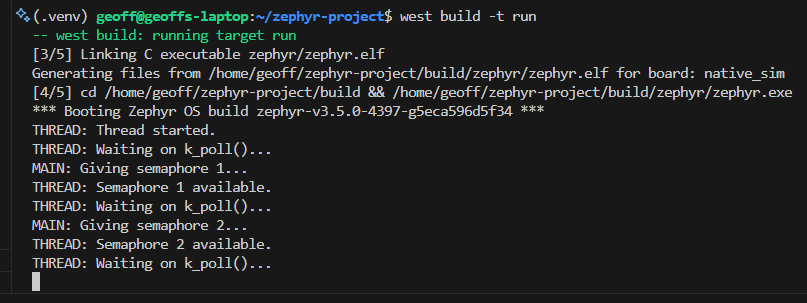 (.venv) geoff@geoffs-laptop:~/zephyr-project$ west build -t run
-- west build: running target run
[3/5] Linking C executable zephyr/zephyr.elf
Generating files from /home/geoff/zephyr-project/build/zephyr/zephyr.elf for board: native_sim
[4/5] cd /home/geoff/zephyr-project/build && /home/geoff/zephyr-project/build/zephyr/zephyr.exe
*** Booting Zephyr OS build zephyr-v3.5.0-4397-g5eca596d5f34 ***
THREAD: Thread started.
THREAD: Waiting on k_poll()...
MAIN: Giving semaphore 1...
THREAD: Semaphore 1 available.
THREAD: Waiting on k_poll()...
MAIN: Giving semaphore 2...
THREAD: Semaphore 2 available.
THREAD: Waiting on k_poll()...